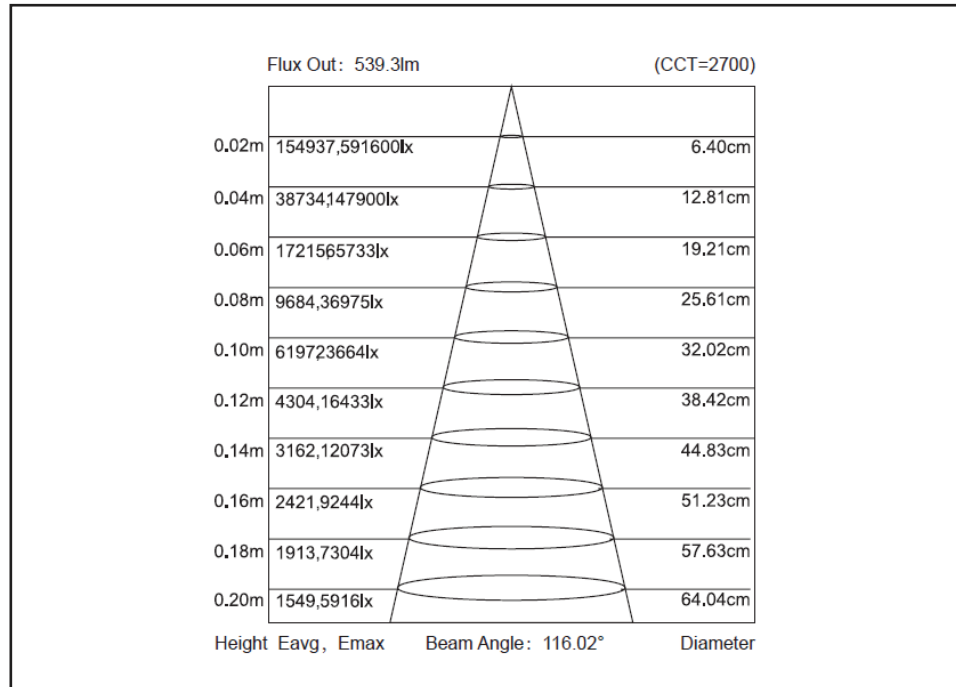 Flux Out: 539.3lm (CCT=2700)
0.02m 154937,591600lx 6.40cm
0.04m 38734,147900lx 12.81cm
0.06m 17215,65733lx 19.21cm
0.08m 9684,36975lx 25.61cm
0.10m 6197,23664lx 32.02cm
0.12m 4304,16433lx 38.42cm
0.14m 3162,12073lx 44.83cm
0.16m 2421,9244lx 51.23cm
0.18m 1913,7304lx 57.63cm
0.20m 1549,5916lx 64.04cm
Height Eavg, Emax Beam Angle: 116.02° Diameter